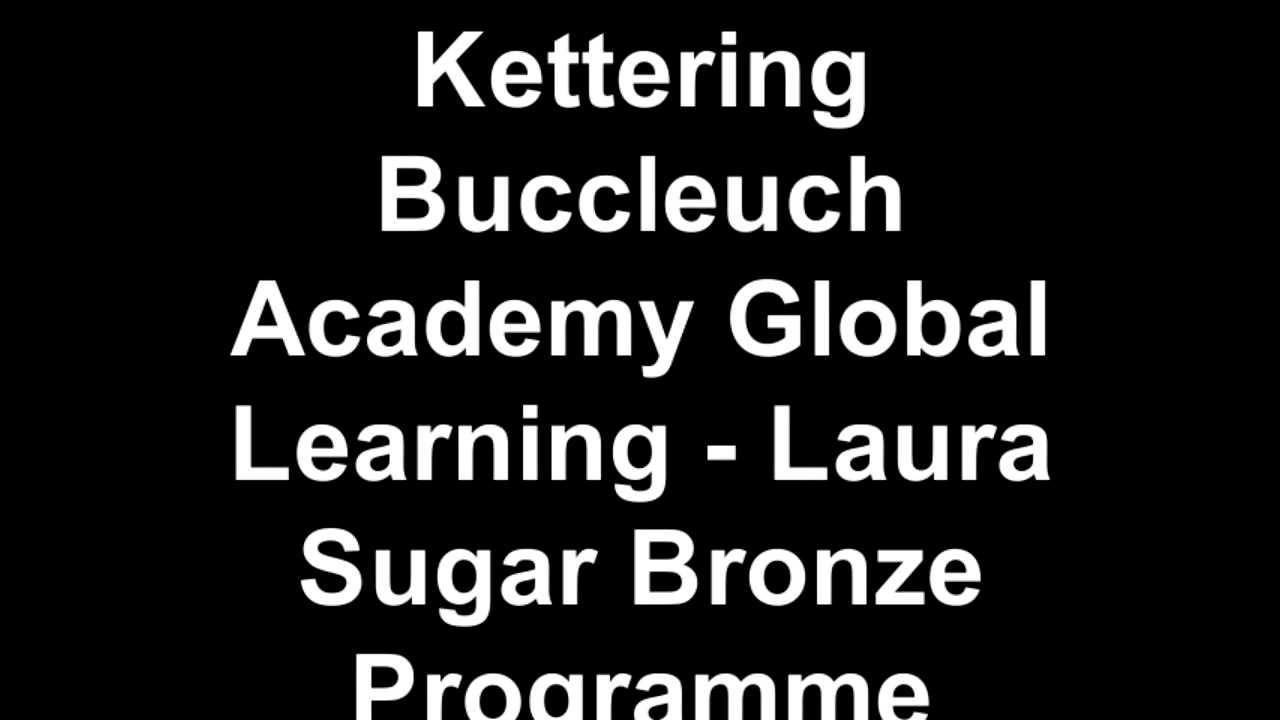 Kettering
Buccleuch
Academy Global
Learning - Laura
Sugar Bronze
Programme